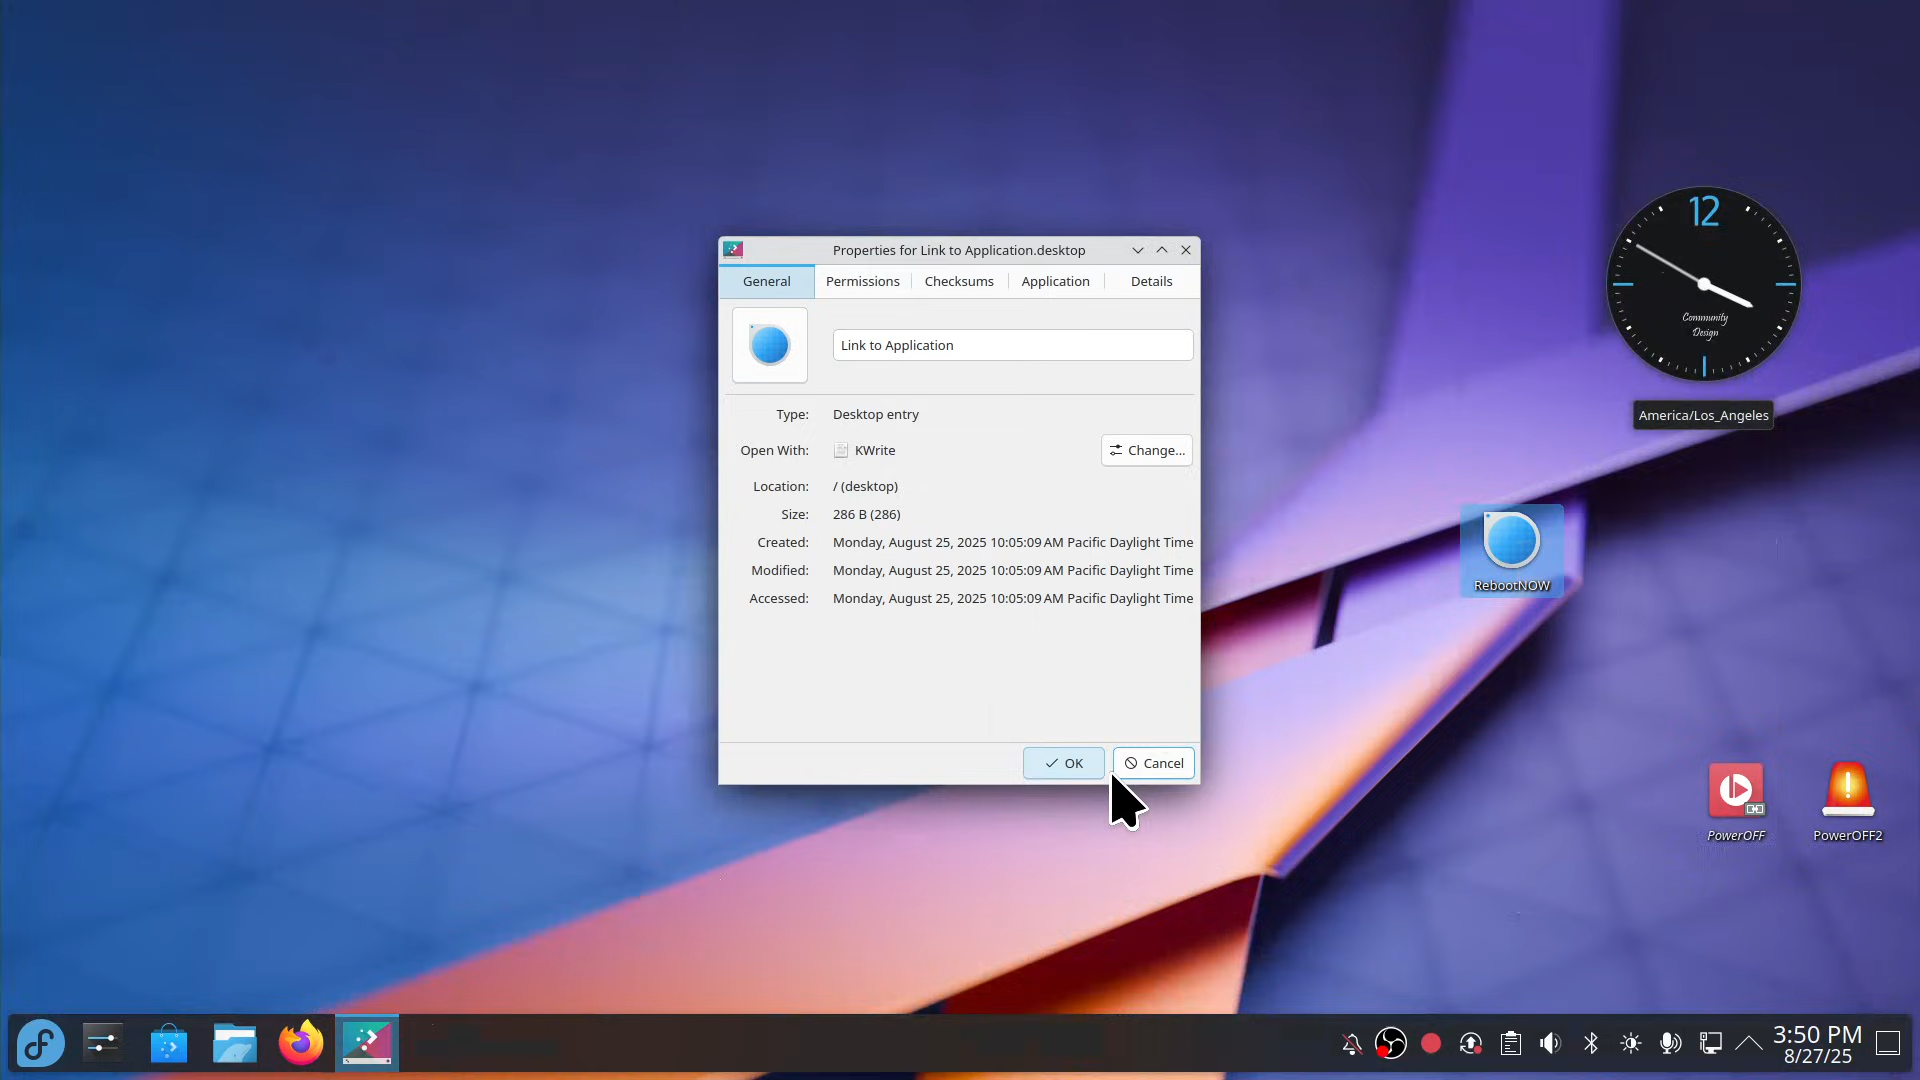 Properties for Link to Application.desktop
General
Permissions
Checksums
Application
Details
Link to Application
Type: Desktop entry
Open With: KWrite
Change...
Location: / (desktop)
Size: 286 B (286)
Created: Monday, August 25, 2025 10:05:09 AM Pacific Daylight Time
Modified: Monday, August 25, 2025 10:05:09 AM Pacific Daylight Time
Accessed: Monday, August 25, 2025 10:05:09 AM Pacific Daylight Time
OK
Cancel
12
Community
Design
America/Los_Angeles
RebootNOW
PowerOFF
PowerOFF2
3:50 PM
8/27/25